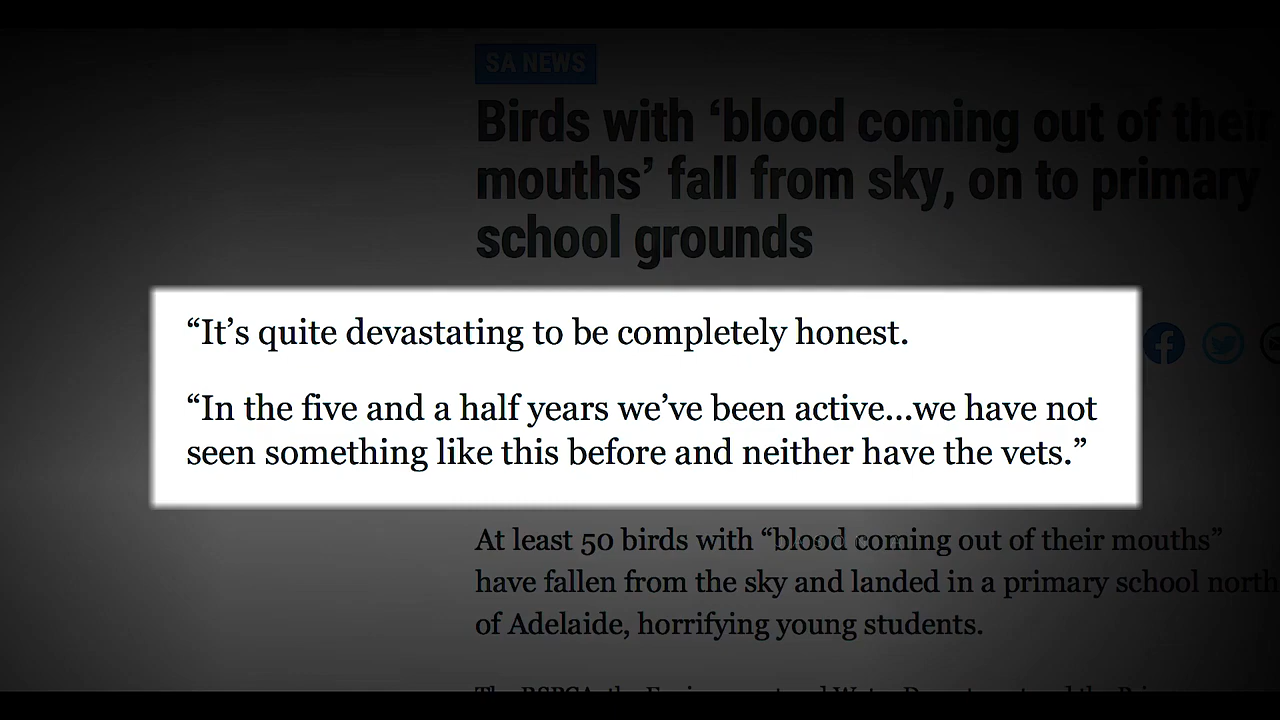 SA NEWS
Birds with ‘blood coming out of their
mouths’ fall from sky, on to primary
school grounds
“It’s quite devastating to be completely honest.
“In the five and a half years we’ve been active...we have not
seen something like this before and neither have the vets.”
At least 50 birds with “blood coming out of their mouths”
have fallen from the sky and landed in a primary school north
of Adelaide, horrifying young students.